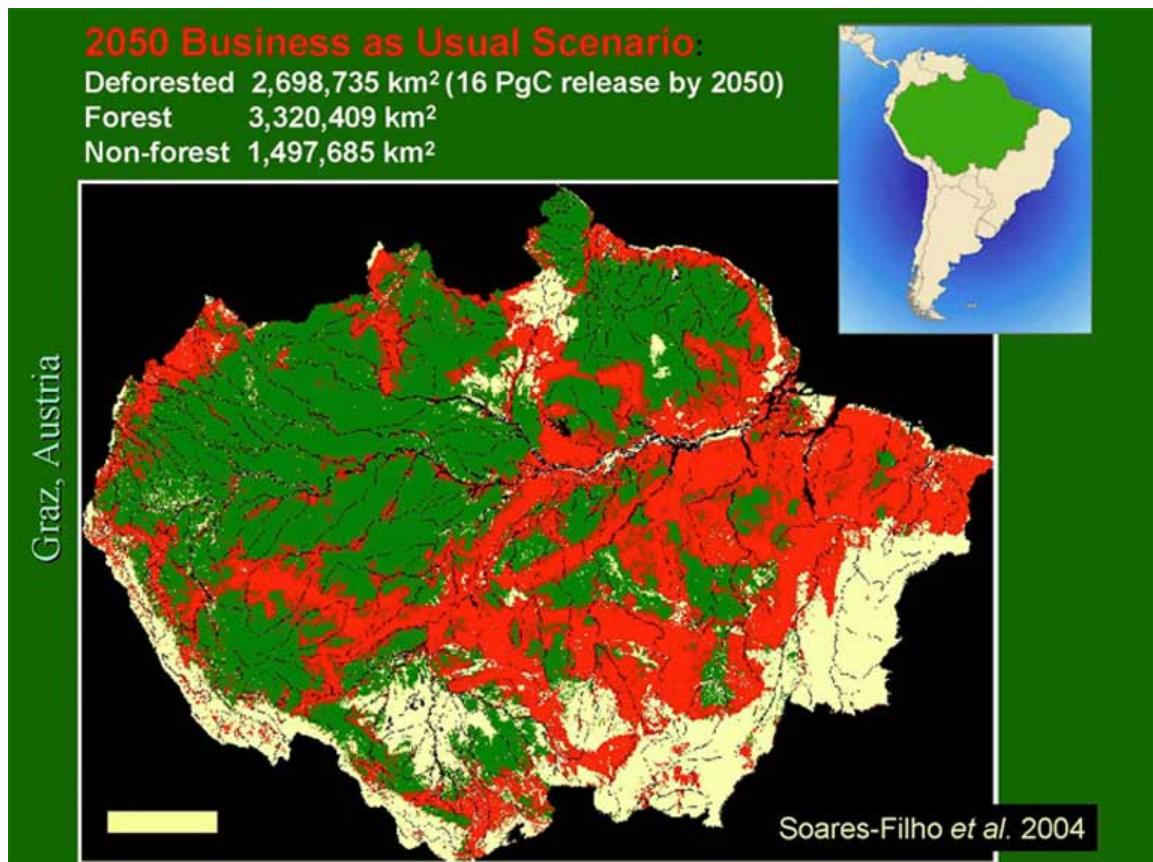 2050 Business as Usual Scenario:
Deforested 2,698,735 km² (16 PgC release by 2050)
Forest 3,320,409 km²
Non-forest 1,497,685 km²
Graz, Austria
Soares-Filho et al. 2004